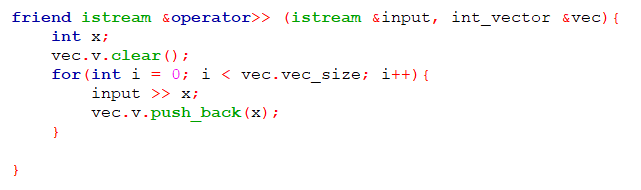 friend istream &operator>> (istream &input, int_vector &vec){
    int x;
    vec.v.clear();
    for(int i = 0; i < vec.vec_size; i++){
        input >> x;
        vec.v.push_back(x);
    }

}